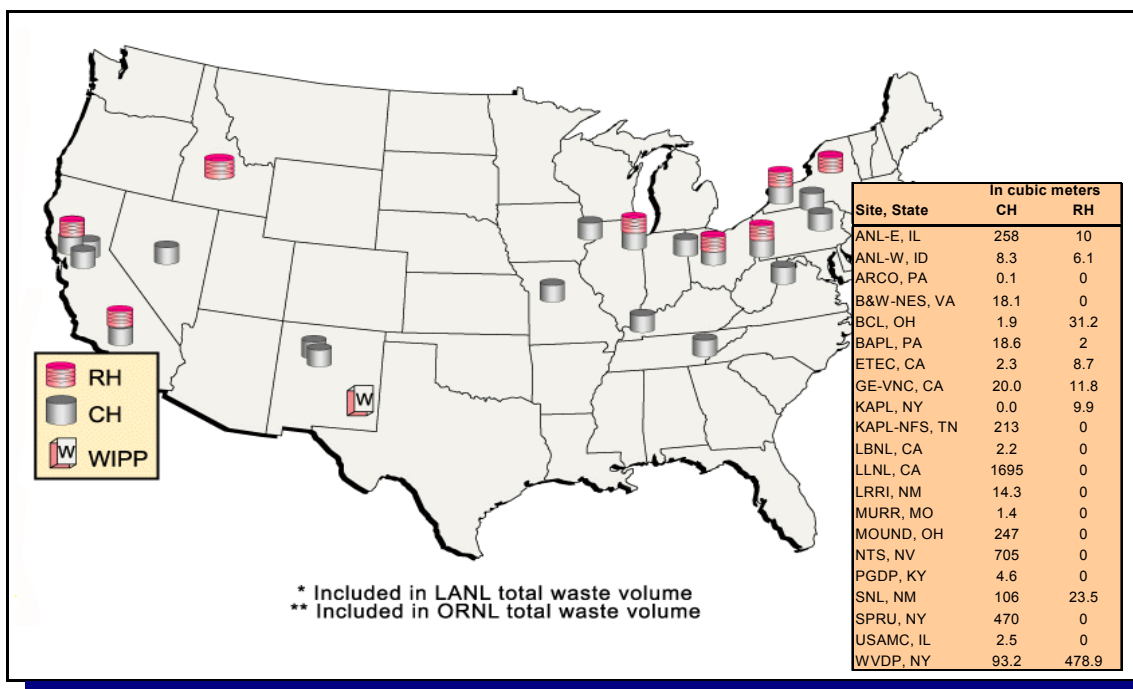 In cubic meters
Site, State CH RH
ANL-E, IL 258 10
ANL-W, ID 8.3 6.1
ARCO, PA 0.1 0
B&W-NES, VA 18.1 0
BCL, OH 1.9 31.2
BAPL, PA 18.6 2
ETEC, CA 2.3 8.7
GE-VNC, CA 20.0 11.8
KAPL, NY 0.0 9.9
KAPL-NFS, TN 213 0
LBNL, CA 2.2 0
LLNL, CA 1695 0
LRRI, NM 14.3 0
MURR, MO 1.4 0
MOUND, OH 247 0
NTS, NV 705 0
PGDP, KY 4.6 0
SNL, NM 106 23.5
SPRU, NY 470 0
USAMC, IL 2.5 0
WVDP, NY 93.2 478.9
W
RH
CH
W WIPP
* Included in LANL total waste volume
** Included in ORNL total waste volume